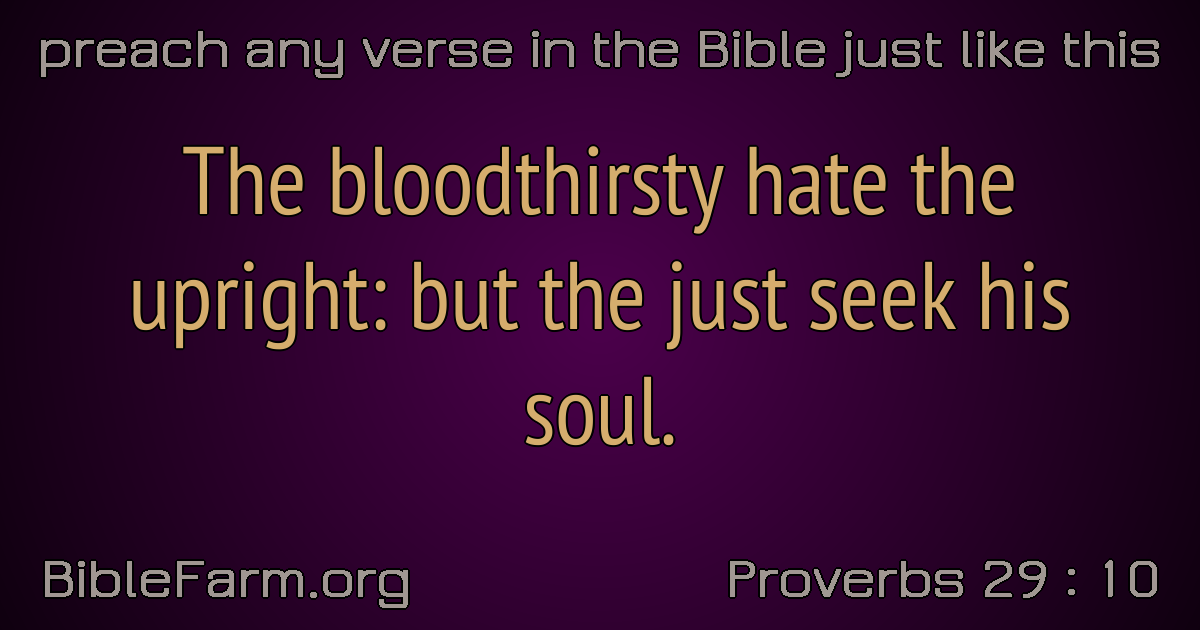 preach any verse in the Bible just like this
The bloodthirsty hate the
upright: but the just seek his
soul.
BibleFarm.org
Proverbs 29 : 10